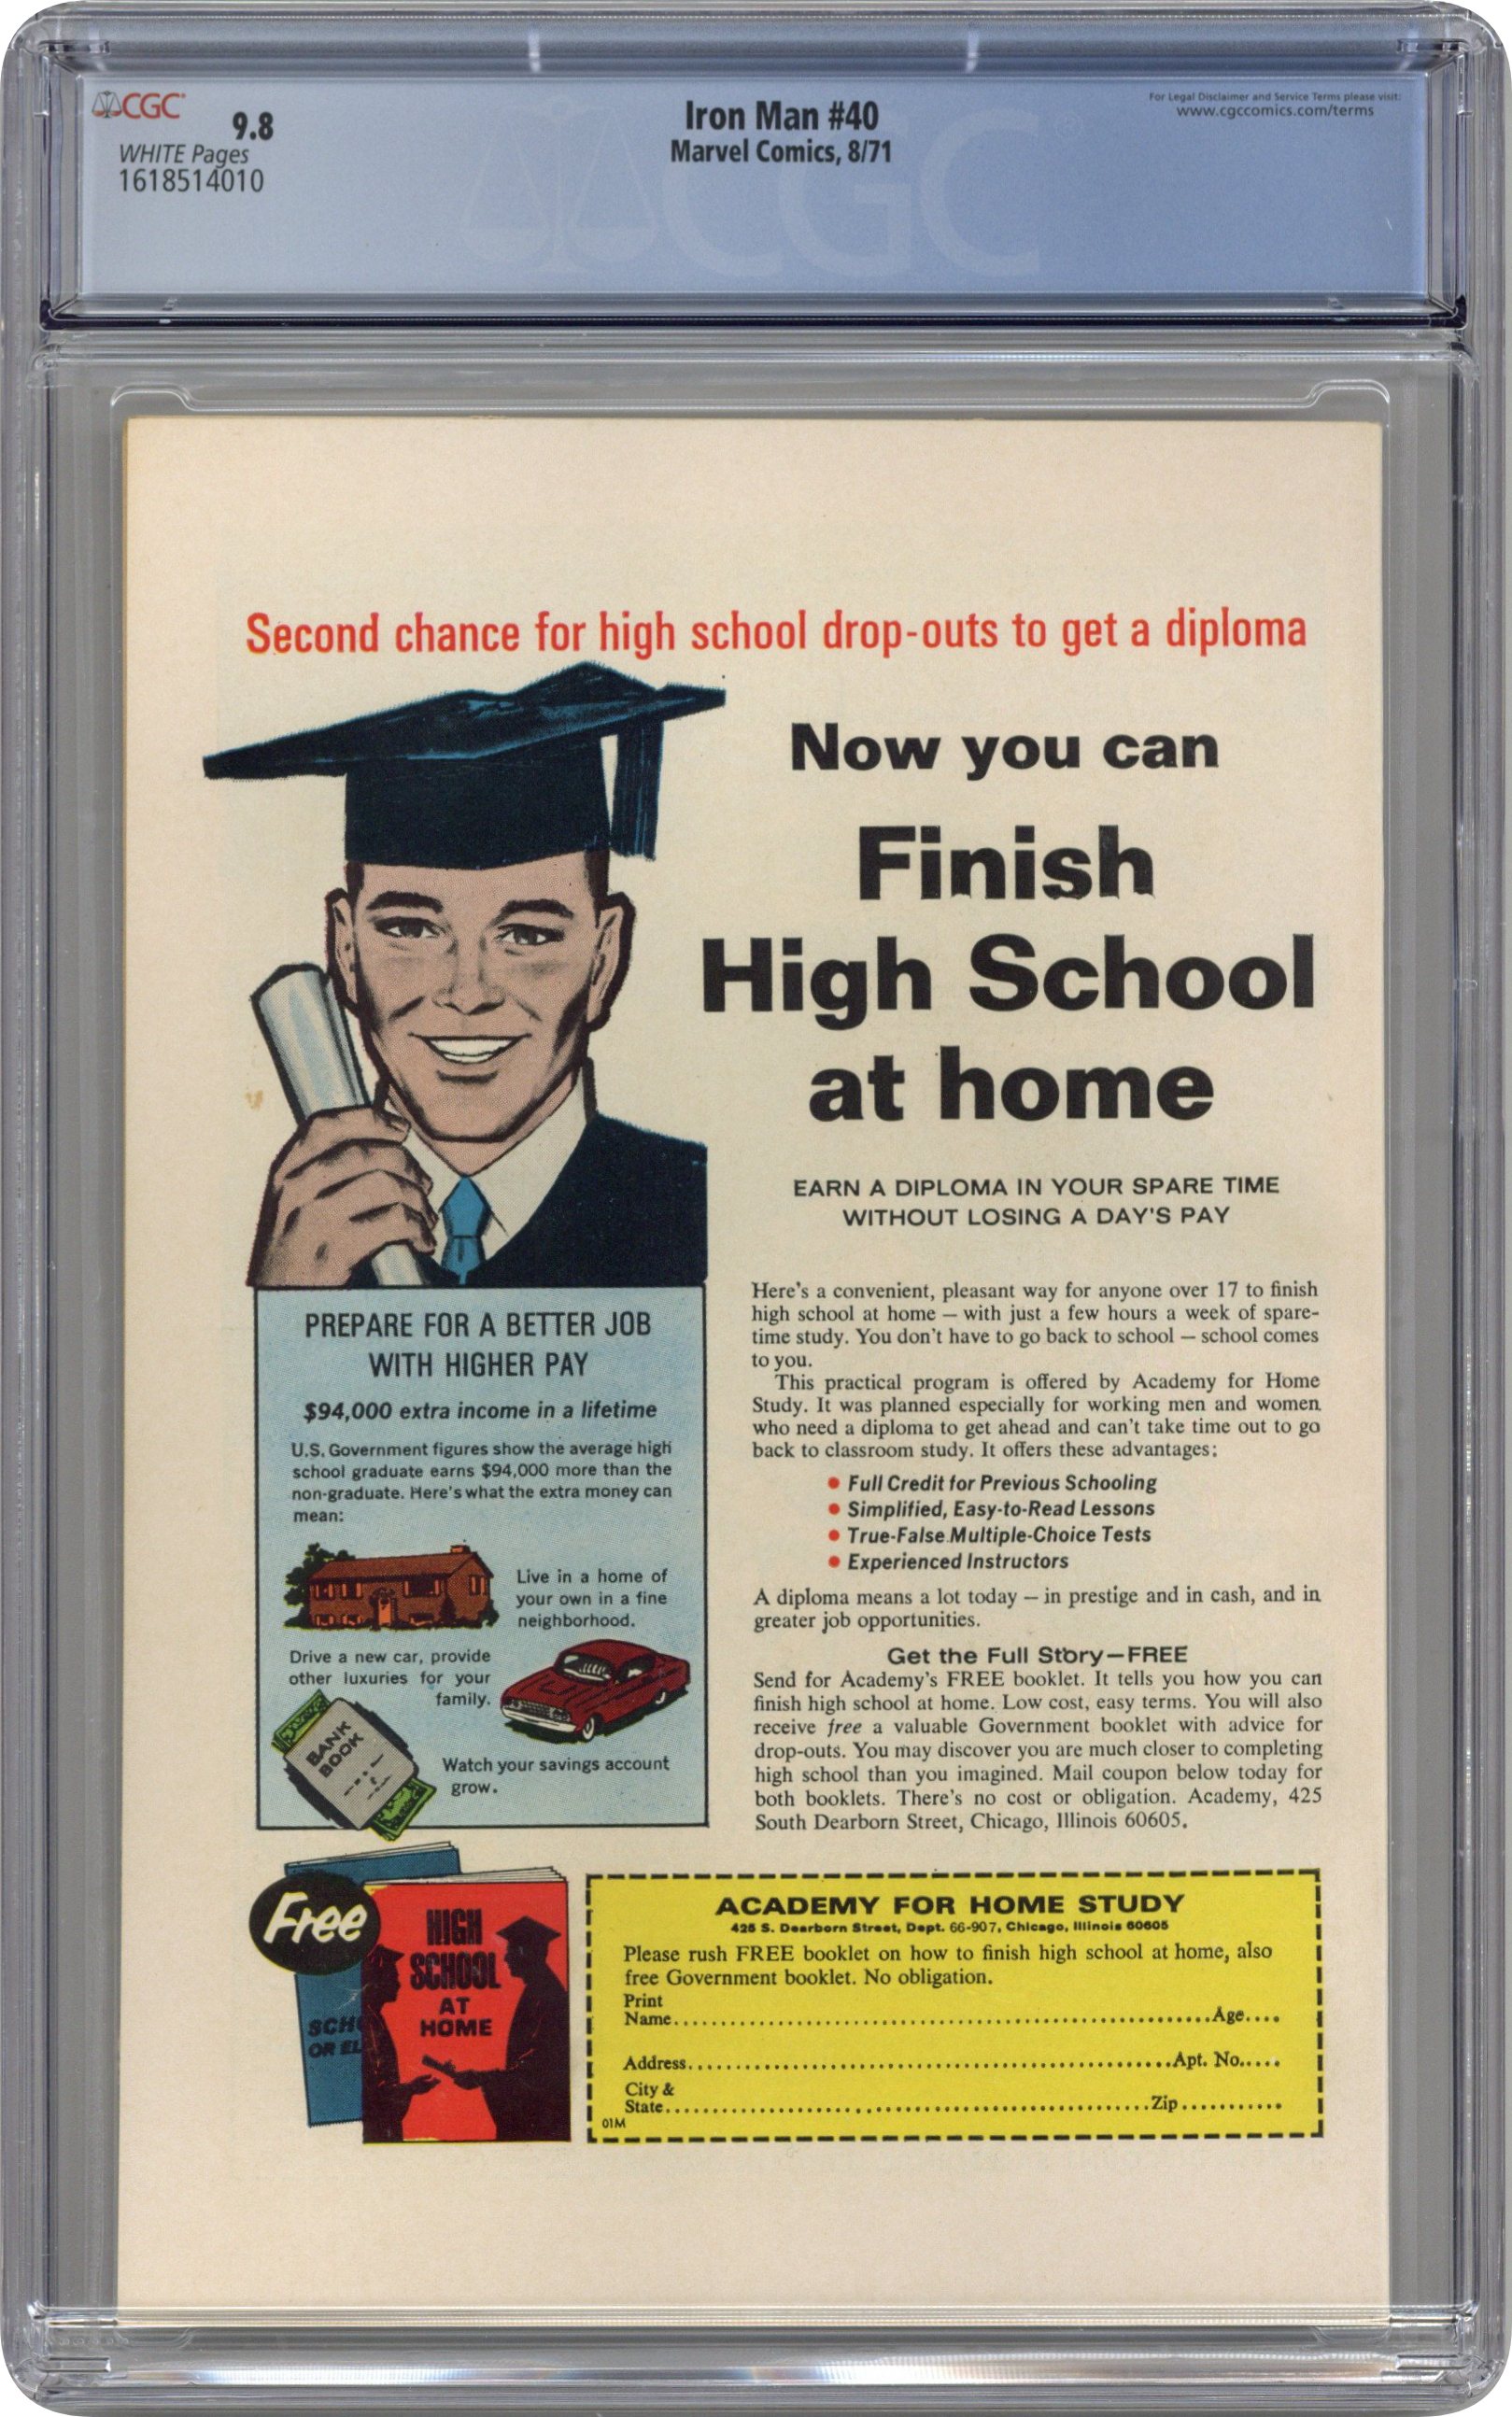 CGC
9.8
WHITE Pages
1618514010
Iron Man #40
Marvel Comics, 8/71
For Legal Disclaimer and Service Terms please visit:
www.cgccomics.com/terms
CGC
Second chance for high school drop-outs to get a diploma
Now you can
Finish
High School
at home
EARN A DIPLOMA IN YOUR SPARE TIME
WITHOUT LOSING A DAY'S PAY
PREPARE FOR A BETTER JOB
WITH HIGHER PAY
$94,000 extra income in a lifetime
U.S. Government figures show the average high
school graduate earns $94,000 more than the
non-graduate. Here's what the extra money can
mean:
Live in a home of
your own in a fine
neighborhood.
Drive a new car, provide
other luxuries for your
family.
BANK
BOOK
Watch your savings account
grow.
Here's a convenient, pleasant way for anyone over 17 to finish
high school at home — with just a few hours a week of spare-
time study. You don't have to go back to school — school comes
to you.
This practical program is offered by Academy for Home
Study. It was planned especially for working men and women
who need a diploma to get ahead and can't take time out to go
back to classroom study. It offers these advantages:
• Full Credit for Previous Schooling
• Simplified, Easy-to-Read Lessons
• True-False Multiple-Choice Tests
• Experienced Instructors
A diploma means a lot today — in prestige and in cash, and in
greater job opportunities.
Get the Full Story—FREE
Send for Academy's FREE booklet. It tells you how you can
finish high school at home. Low cost, easy terms. You will also
receive free a valuable Government booklet with advice for
drop-outs. You may discover you are much closer to completing
high school than you imagined. Mail coupon below today for
both booklets. There's no cost or obligation. Academy, 425
South Dearborn Street, Chicago, Illinois 60605.
Free
SCH
OR EL
HIGH
SCHOOL
AT
HOME
ACADEMY FOR HOME STUDY
425 S. Dearborn Street, Dept. 66-907, Chicago, Illinois 60605
Please rush FREE booklet on how to finish high school at home, also
free Government booklet. No obligation.
Print
Name..........Age....
Address..........Apt. No.....
City &
State..........Zip..........
01M